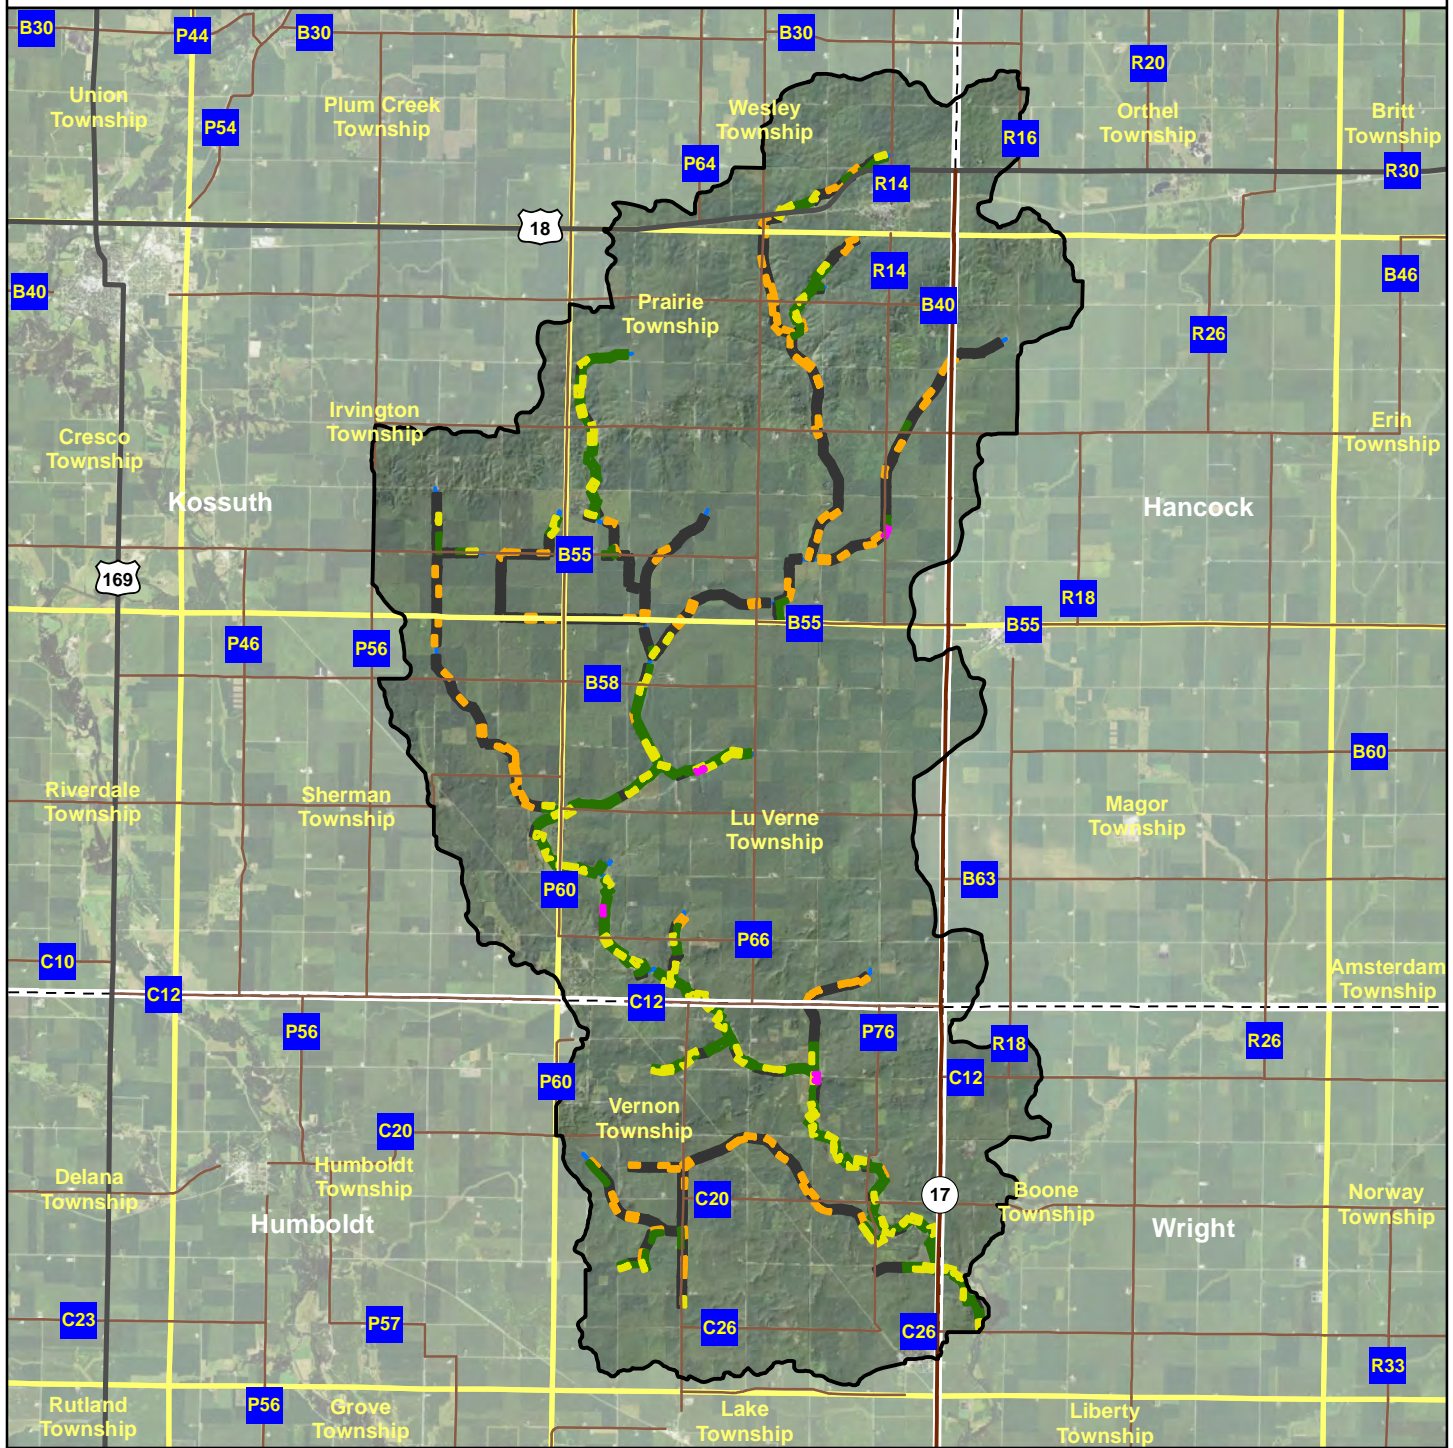 B30
P44
B30
B30
R20
Union
Township
P54
Plum Creek
Township
Wesley
Township
R16
Orthel
Township
Britt
Township
P64
R14
R30
18
B40
R14
B46
Prairie
Township
B40
R26
Irvington
Township
Cresco
Township
Erin
Township
Kossuth
Hancock
B55
169
R18
P46
P56
B55
B55
B58
B60
Riverdale
Township
Sherman
Township
Lu Verne
Township
Magor
Township
P60
B63
C10
P66
C12
C12
Amsterdam
Township
P56
P76
R18
R26
P60
C12
Vernon
Township
C20
Delana
Township
Humboldt
Township
C20
17
Boone
Township
Norway
Township
Humboldt
Wright
C23
P57
C26
C26
R33
Rutland
Township
P56
Grove
Township
Lake
Township
Liberty
Township